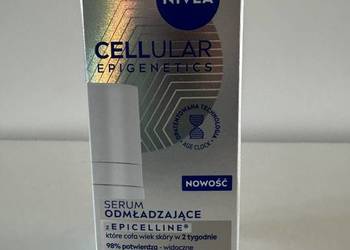 NIVEA
CELLULAR
EPIGENETICS
OPATENTOWANA TECHNOLOGIA
• AGE CLOCK •
NOWOŚĆ
SERUM
ODMŁADZAJĄCE
z EPICELLINE®
które cofa wiek skóry w 2 tygodnie
98% potwierdza - widoczne